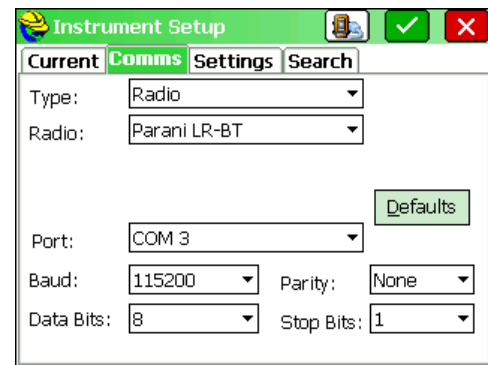 Instrument Setup
Current Comms Settings Search
Type: Radio
Radio: Parani LR-BT
Defaults
Port: COM 3
Baud: 115200 Parity: None
Data Bits: 8 Stop Bits: 1